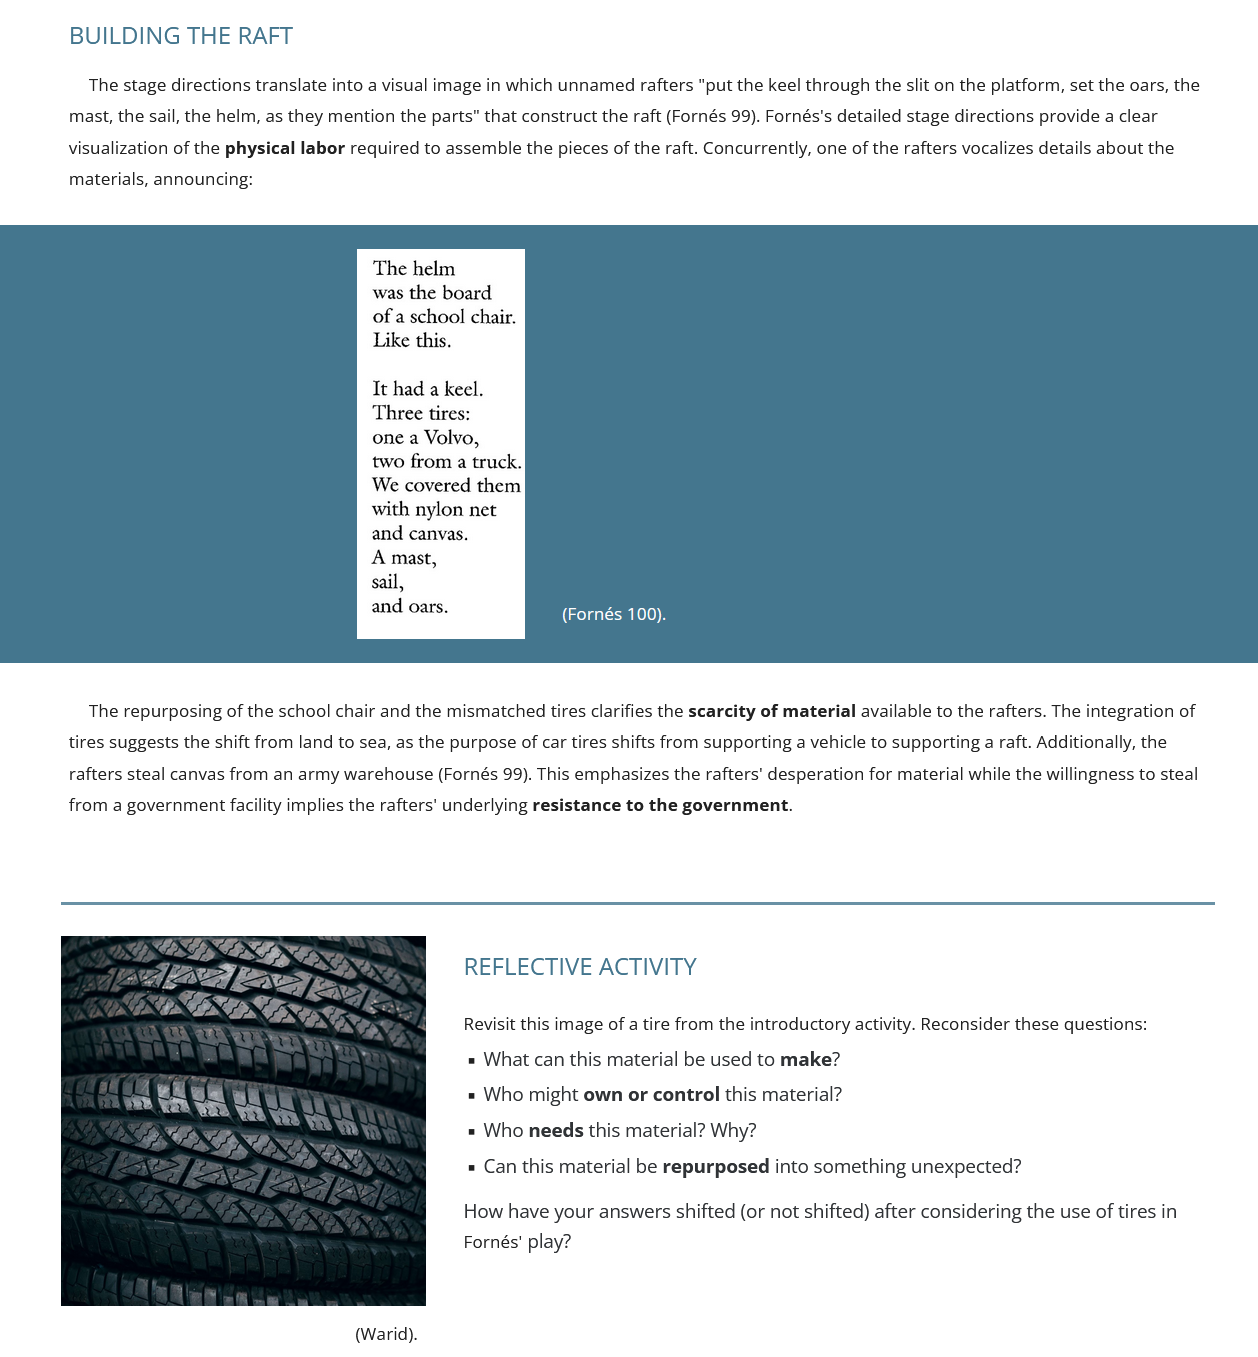 BUILDING THE RAFT
The stage directions translate into a visual image in which unnamed rafters "put the keel through the slit on the platform, set the oars, the
mast, the sail, the helm, as they mention the parts" that construct the raft (Fornés 99). Fornés's detailed stage directions provide a clear
visualization of the physical labor required to assemble the pieces of the raft. Concurrently, one of the rafters vocalizes details about the
materials, announcing:
The helm
was the board
of a school chair.
Like this.
It had a keel.
Three tires:
one a Volvo,
two from a truck.
We covered them
with nylon net
and canvas.
A mast,
sail,
and oars.
(Fornés 100).
The repurposing of the school chair and the mismatched tires clarifies the scarcity of material available to the rafters. The integration of
tires suggests the shift from land to sea, as the purpose of car tires shifts from supporting a vehicle to supporting a raft. Additionally, the
rafters steal canvas from an army warehouse (Fornés 99). This emphasizes the rafters' desperation for material while the willingness to steal
from a government facility implies the rafters' underlying resistance to the government.
REFLECTIVE ACTIVITY
Revisit this image of a tire from the introductory activity. Reconsider these questions:
▪ What can this material be used to make?
▪ Who might own or control this material?
▪ Who needs this material? Why?
▪ Can this material be repurposed into something unexpected?
How have your answers shifted (or not shifted) after considering the use of tires in
Fornés' play?
(Warid).